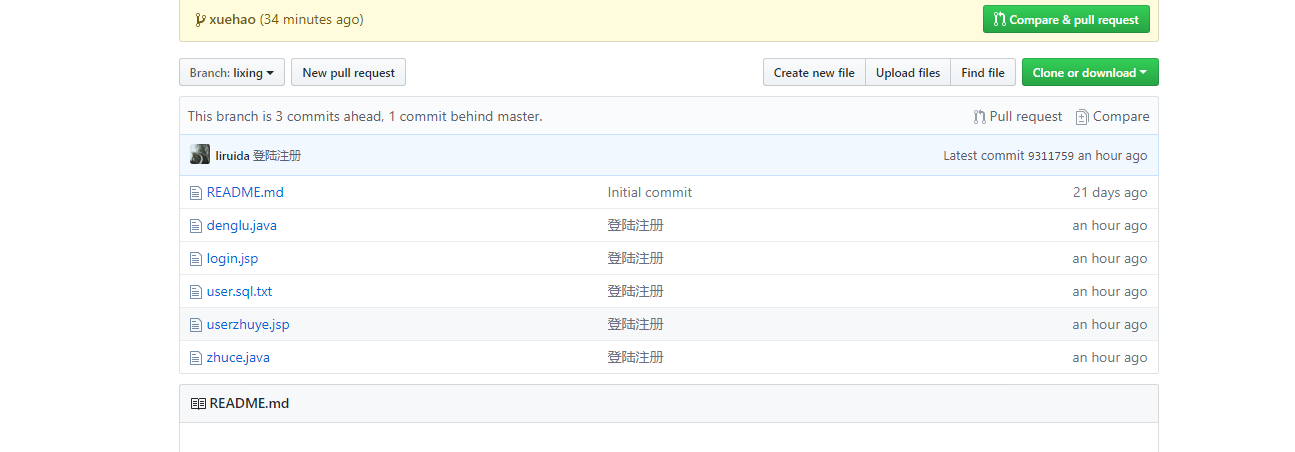 xuehao (34 minutes ago) Compare & pull request
Branch: lixing New pull request Create new file Upload files Find file Clone or download
This branch is 3 commits ahead, 1 commit behind master. Pull request Compare
liruida 登陆注册 Latest commit 9311759 an hour ago
README.md Initial commit 21 days ago
denglu.java 登陆注册 an hour ago
login.jsp 登陆注册 an hour ago
user.sql.txt 登陆注册 an hour ago
userzhuye.jsp 登陆注册 an hour ago
zhuce.java 登陆注册 an hour ago
README.md